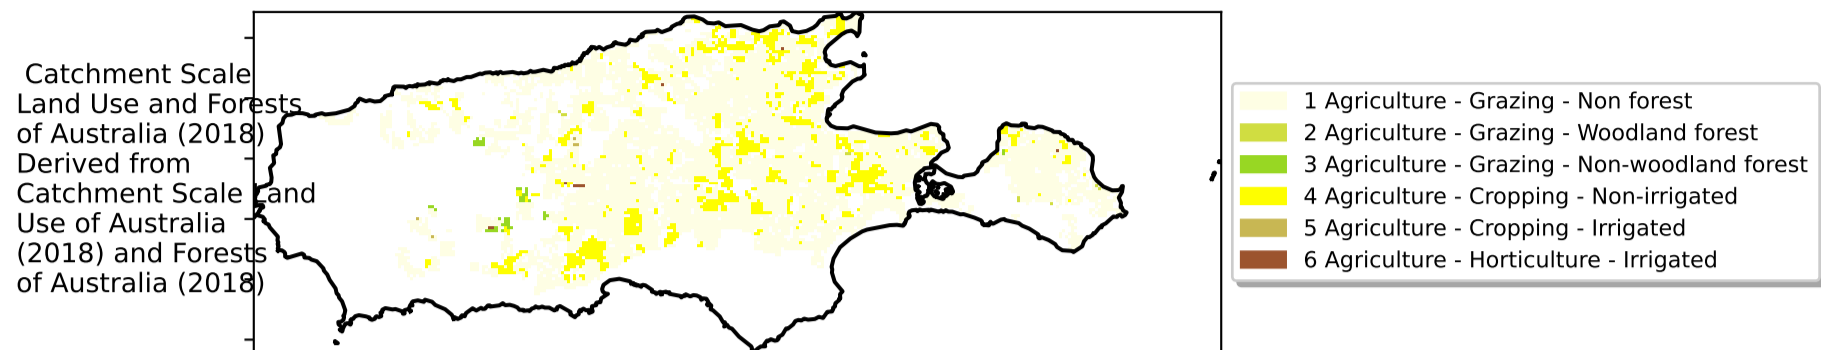 Catchment Scale
Land Use and Forests
of Australia (2018)
Derived from
Catchment Scale Land
Use of Australia
(2018) and Forests
of Australia (2018)
1 Agriculture - Grazing - Non forest
2 Agriculture - Grazing - Woodland forest
3 Agriculture - Grazing - Non-woodland forest
4 Agriculture - Cropping - Non-irrigated
5 Agriculture - Cropping - Irrigated
6 Agriculture - Horticulture - Irrigated